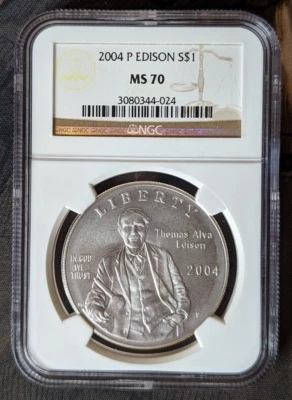 2004 P EDISON S$1
MS 70
3080344-024
NGC
LIBERTY
Thomas Alva
Edison
IN GOD
WE
TRUST
2004
P